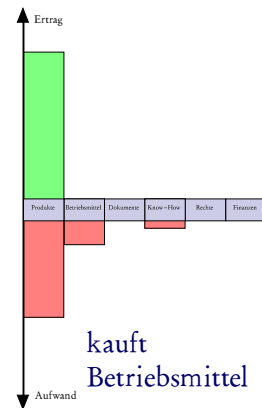 Ertrag
Produkte Betriebsmittel Dokumente Know-How Rechte Finanzen
kauft
Betriebsmittel
Aufwand